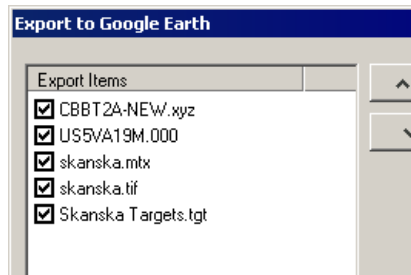 Export to Google Earth
Export Items
CBBT2A-NEW.xyz
US5VA19M.000
skanska.mtx
skanska.tif
Skanska Targets.tgt